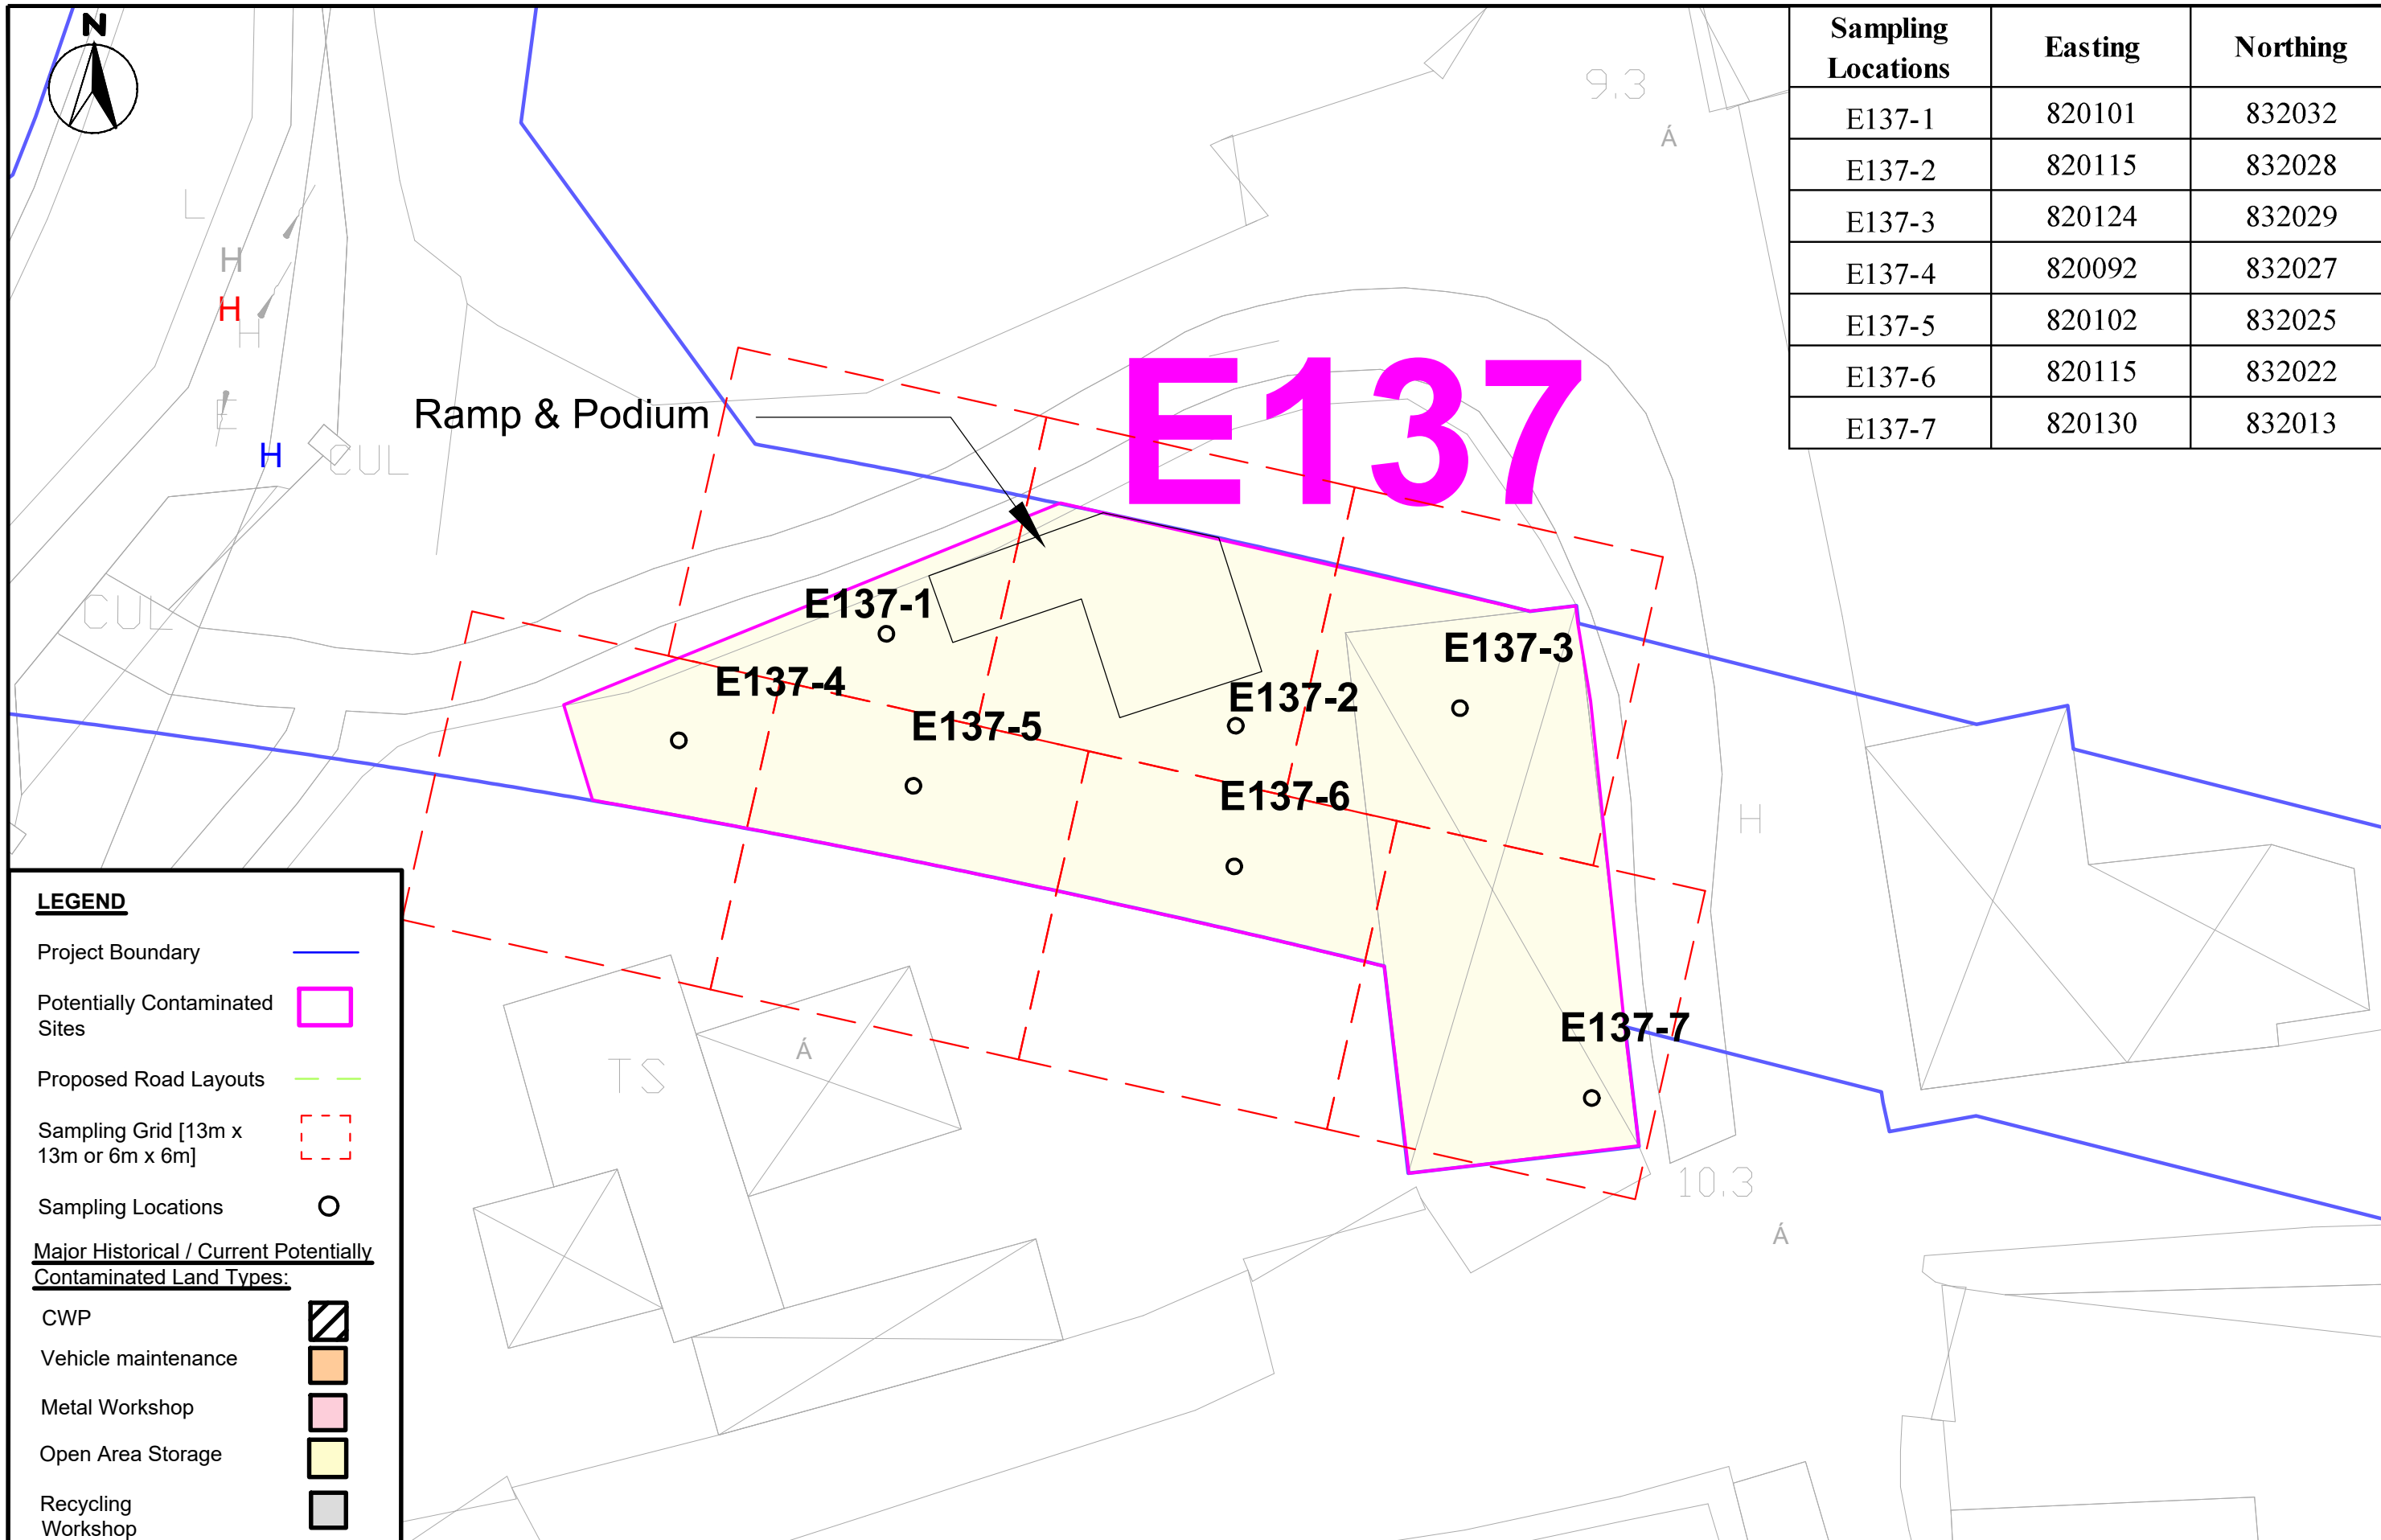 N
Sampling Locations Easting Northing
E137-1 820101 832032
E137-2 820115 832028
E137-3 820124 832029
E137-4 820092 832027
E137-5 820102 832025
E137-6 820115 832022
E137-7 820130 832013
9.3
Á
L
H
H
H
E
H
CUL
CUL
Ramp & Podium
E137
E137-1
E137-3
E137-4
E137-2
E137-5
E137-6
H
E137-7
TS
Á
10.3
Á
LEGEND
Project Boundary
Potentially Contaminated
Sites
Proposed Road Layouts
Sampling Grid [13m x
13m or 6m x 6m]
Sampling Locations
Major Historical / Current Potentially
Contaminated Land Types:
CWP
Vehicle maintenance
Metal Workshop
Open Area Storage
Recycling
Workshop